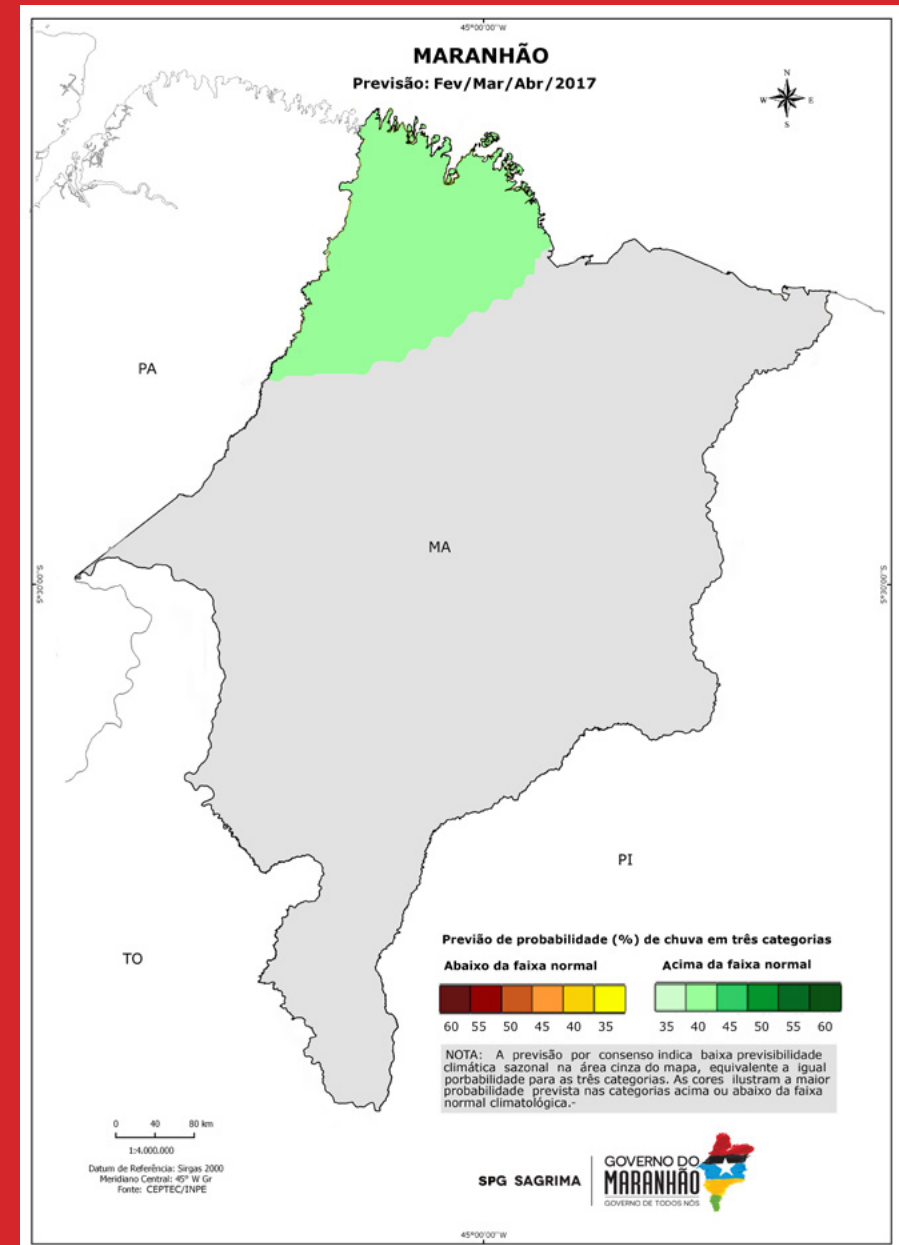 45°00'00"W
MARANHÃO
Previsão: Fev/Mar/Abr/2017
N
W E
S
PA
MA
5°30'00"S
5°30'00"S
PI
TO
Previão de probabilidade (%) de chuva em três categorias
Abaixo da faixa normal
Acima da faixa normal
60 55 50 45 40 35
35 40 45 50 55 60
NOTA: A previsão por consenso indica baixa previsibilidade
climática sazonal na área cinza do mapa, equivalente a igual
porbabilidade para as três categorias. As cores ilustram a maior
probabilidade prevista nas categorias acima ou abaixo da faixa
normal climatológica.-
0 40 80 km
1:4.000.000
Datum de Referência: Sirgas 2000
Meridiano Central: 45° W Gr
Fonte: CEPTEC/INPE
SPG SAGRIMA
GOVERNO DO
MARANHÃO
GOVERNO DE TODOS NÓS
45°00'00"W